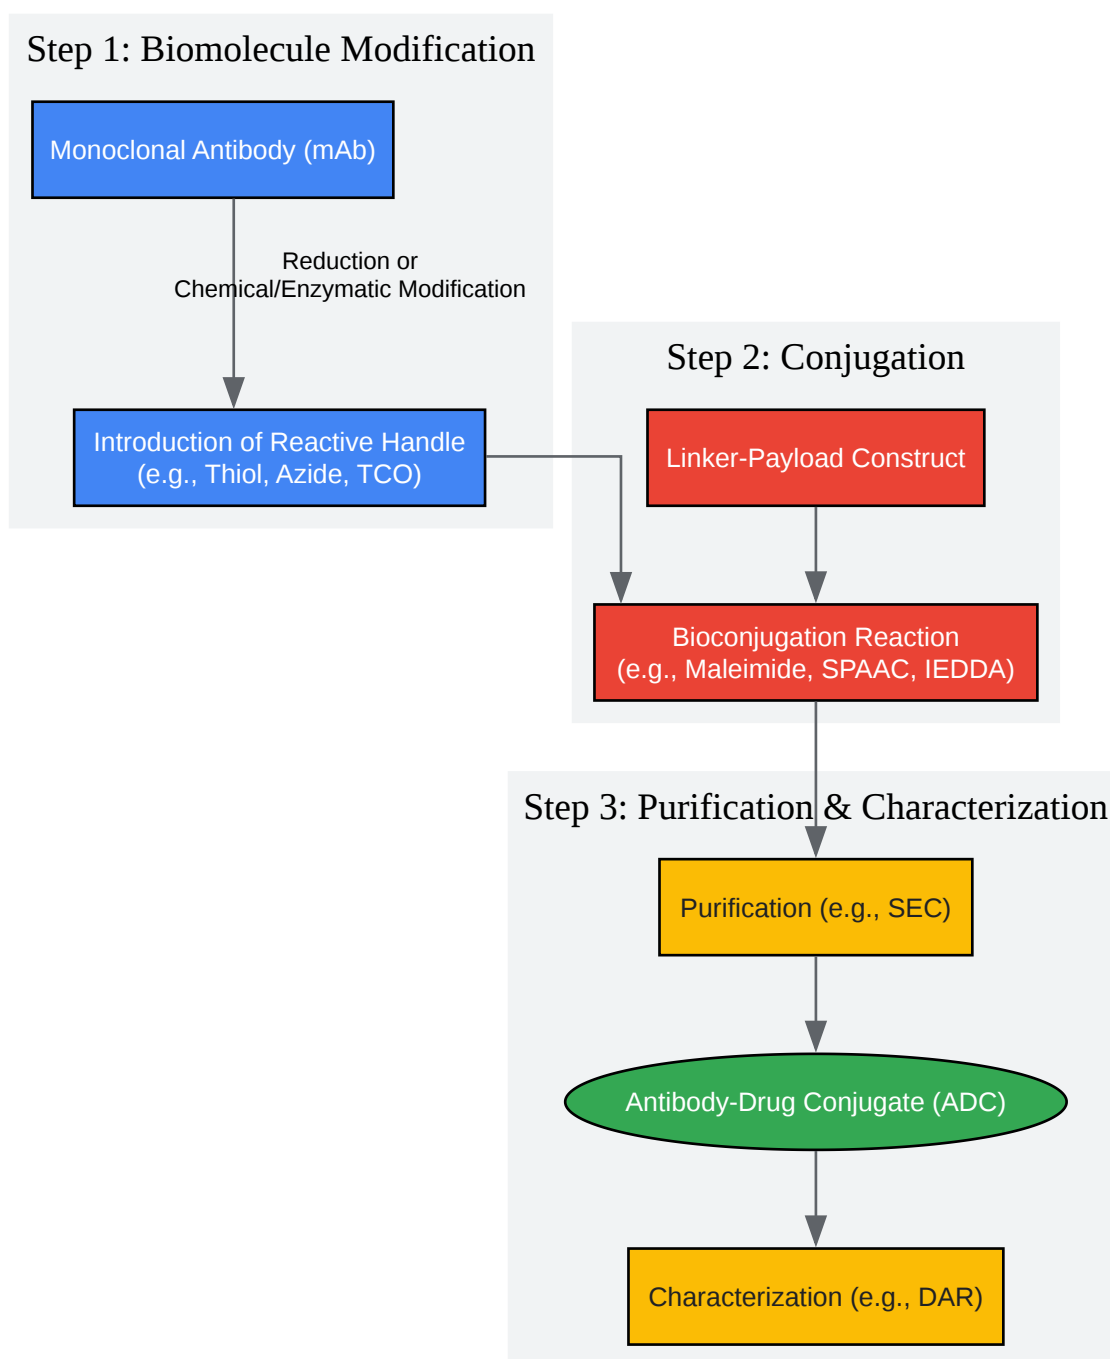 Step 1: Biomolecule Modification
Monoclonal Antibody (mAb)
Reduction or
Chemical/Enzymatic Modification
Introduction of Reactive Handle
(e.g., Thiol, Azide, TCO)
Step 2: Conjugation
Linker-Payload Construct
Bioconjugation Reaction
(e.g., Maleimide, SPAAC, IEDDA)
Step 3: Purification & Characterization
Purification (e.g., SEC)
Antibody-Drug Conjugate (ADC)
Characterization (e.g., DAR)